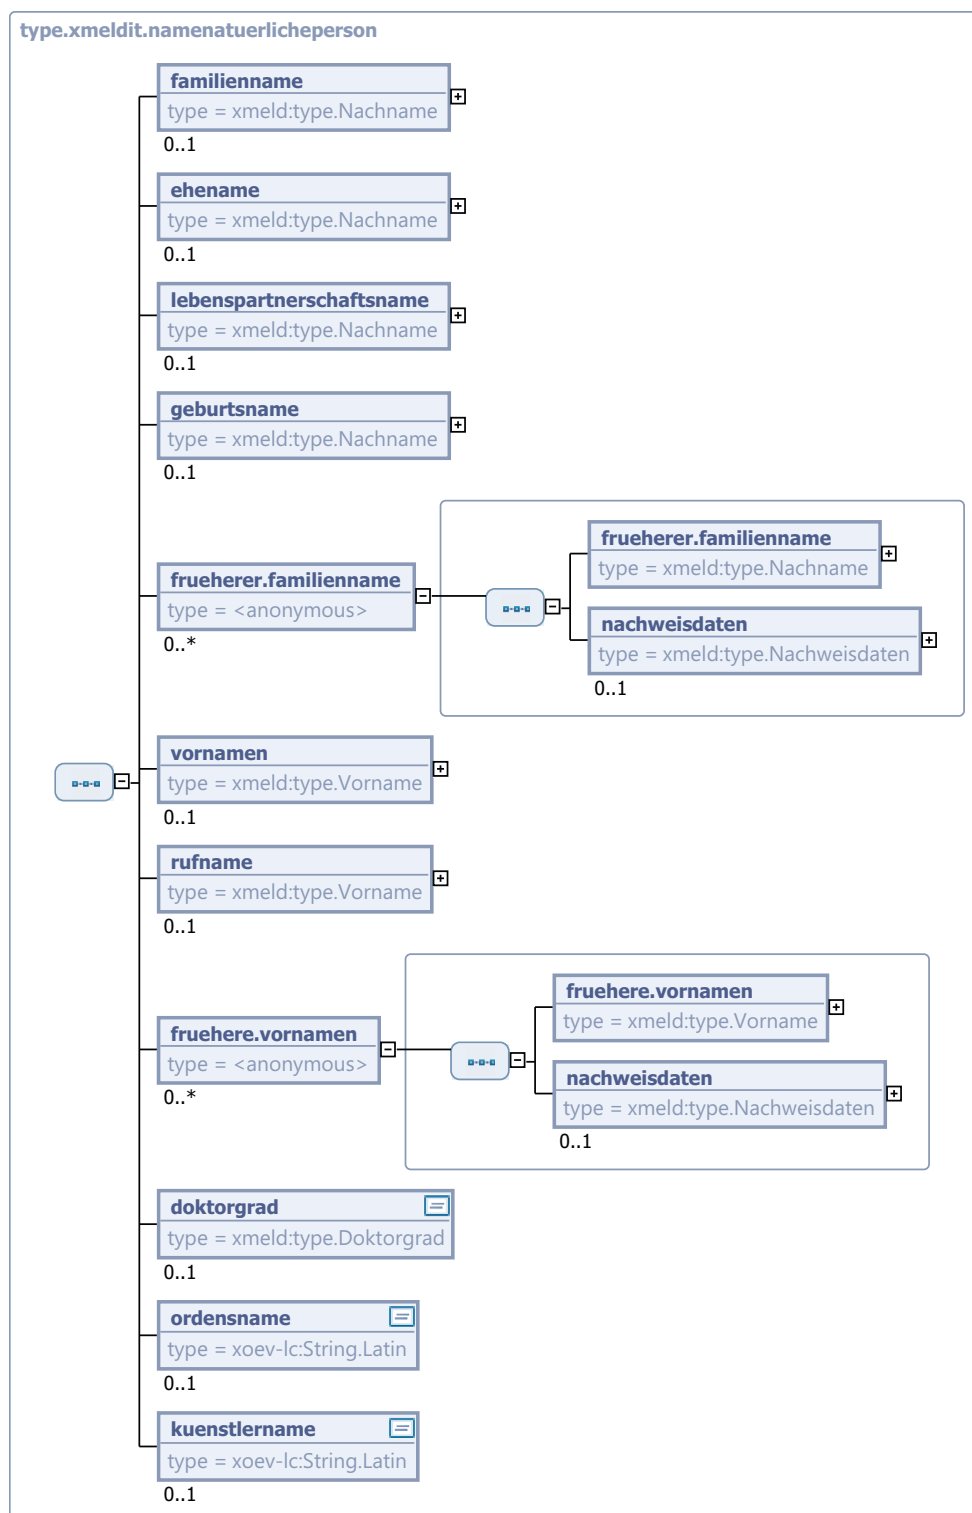 type.xmeldit.namenatuerlicheperson
familienname
type = xmeld:type.Nachname
0..1
ehename
type = xmeld:type.Nachname
0..1
lebenspartnerschaftsname
type = xmeld:type.Nachname
0..1
geburtsname
type = xmeld:type.Nachname
0..1
frueherer.familienname
type = <anonymous>
0..*
frueherer.familienname
type = xmeld:type.Nachname
nachweisdaten
type = xmeld:type.Nachweisdaten
0..1
vornamen
type = xmeld:type.Vorname
0..1
rufname
type = xmeld:type.Vorname
0..1
fruehere.vornamen
type = <anonymous>
0..*
fruehere.vornamen
type = xmeld:type.Vorname
nachweisdaten
type = xmeld:type.Nachweisdaten
0..1
doktorgrad
type = xmeld:type.Doktorgrad
0..1
ordensname
type = xoev-lc:String.Latin
0..1
kuenstlername
type = xoev-lc:String.Latin
0..1